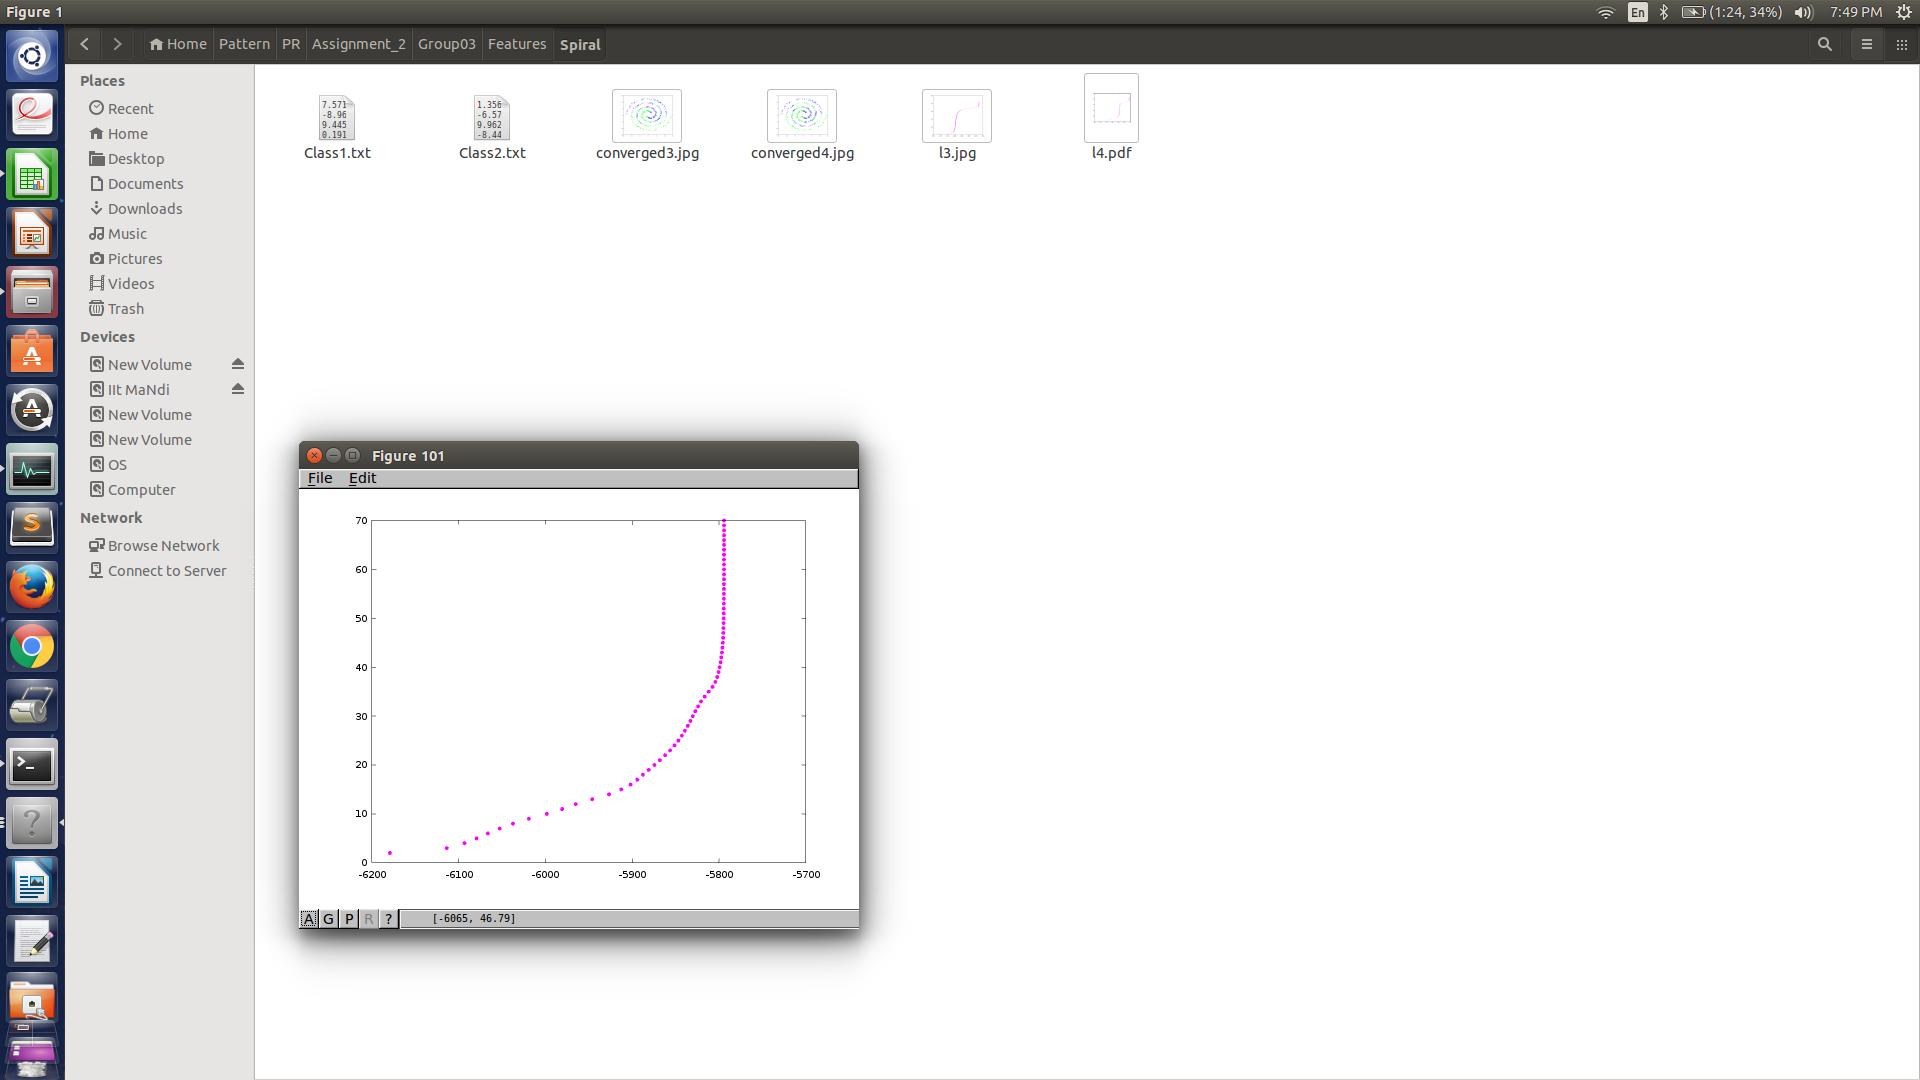 Figure 1
En
(1:24, 34%)
7:49 PM
Home Pattern PR Assignment_2 Group03 Features Spiral
Places
Recent
Home
Desktop
Documents
Downloads
Music
Pictures
Videos
Trash
Devices
New Volume
IIt MaNdi
New Volume
New Volume
OS
Computer
Network
Browse Network
Connect to Server
7.571
-8.96
9.445
0.191
Class1.txt
1.356
-6.57
9.962
-8.44
Class2.txt
converged3.jpg
converged4.jpg
l3.jpg
l4.pdf
Figure 101
File Edit
70
60
50
40
30
20
10
0
-6200 -6100 -6000 -5900 -5800 -5700
A G P R ? [-6065, 46.79]